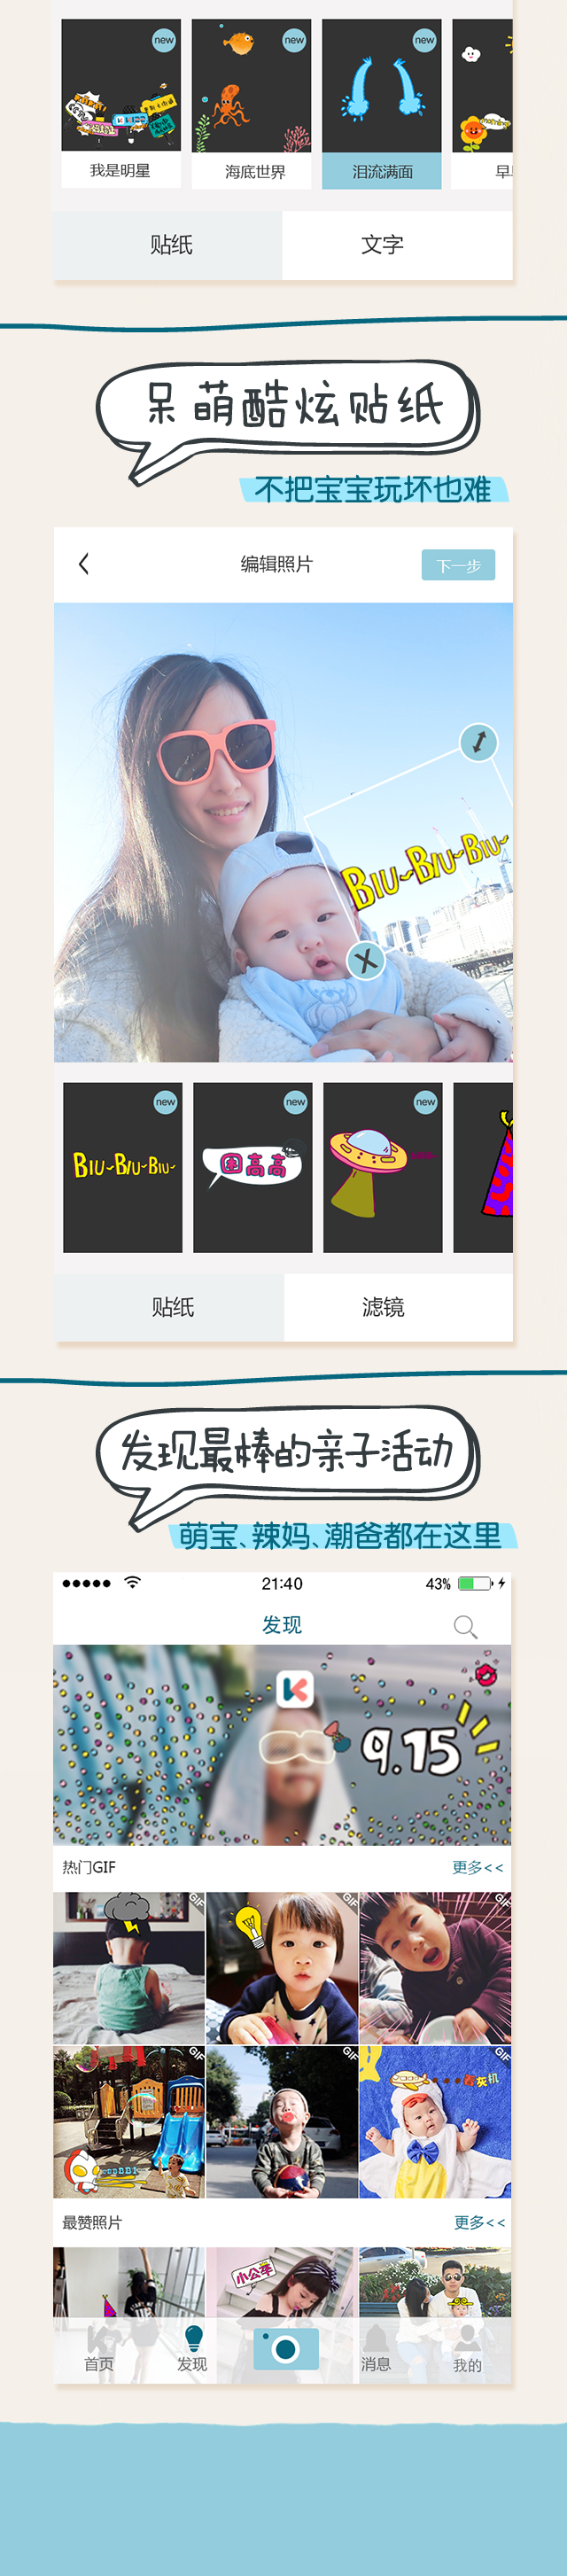 new
new
new
morning
我是明星
海底世界
泪流满面
贴纸
文字
呆萌酷炫贴纸
不把宝宝玩坏也难
编辑照片
下一步
BIU~BIU~BIU~
new
new
new
BIU~BIU~BIU~
高高
贴纸
滤镜
发现最棒的亲子活动
萌宝、辣妈、潮爸都在这里
21:40
43%
发现
9.15
热门GIF
更多<<
GIF
GIF
GIF
GIF
GIF
GIF
灰机
最赞照片
更多<<
小公举
首页
发现
消息
我的